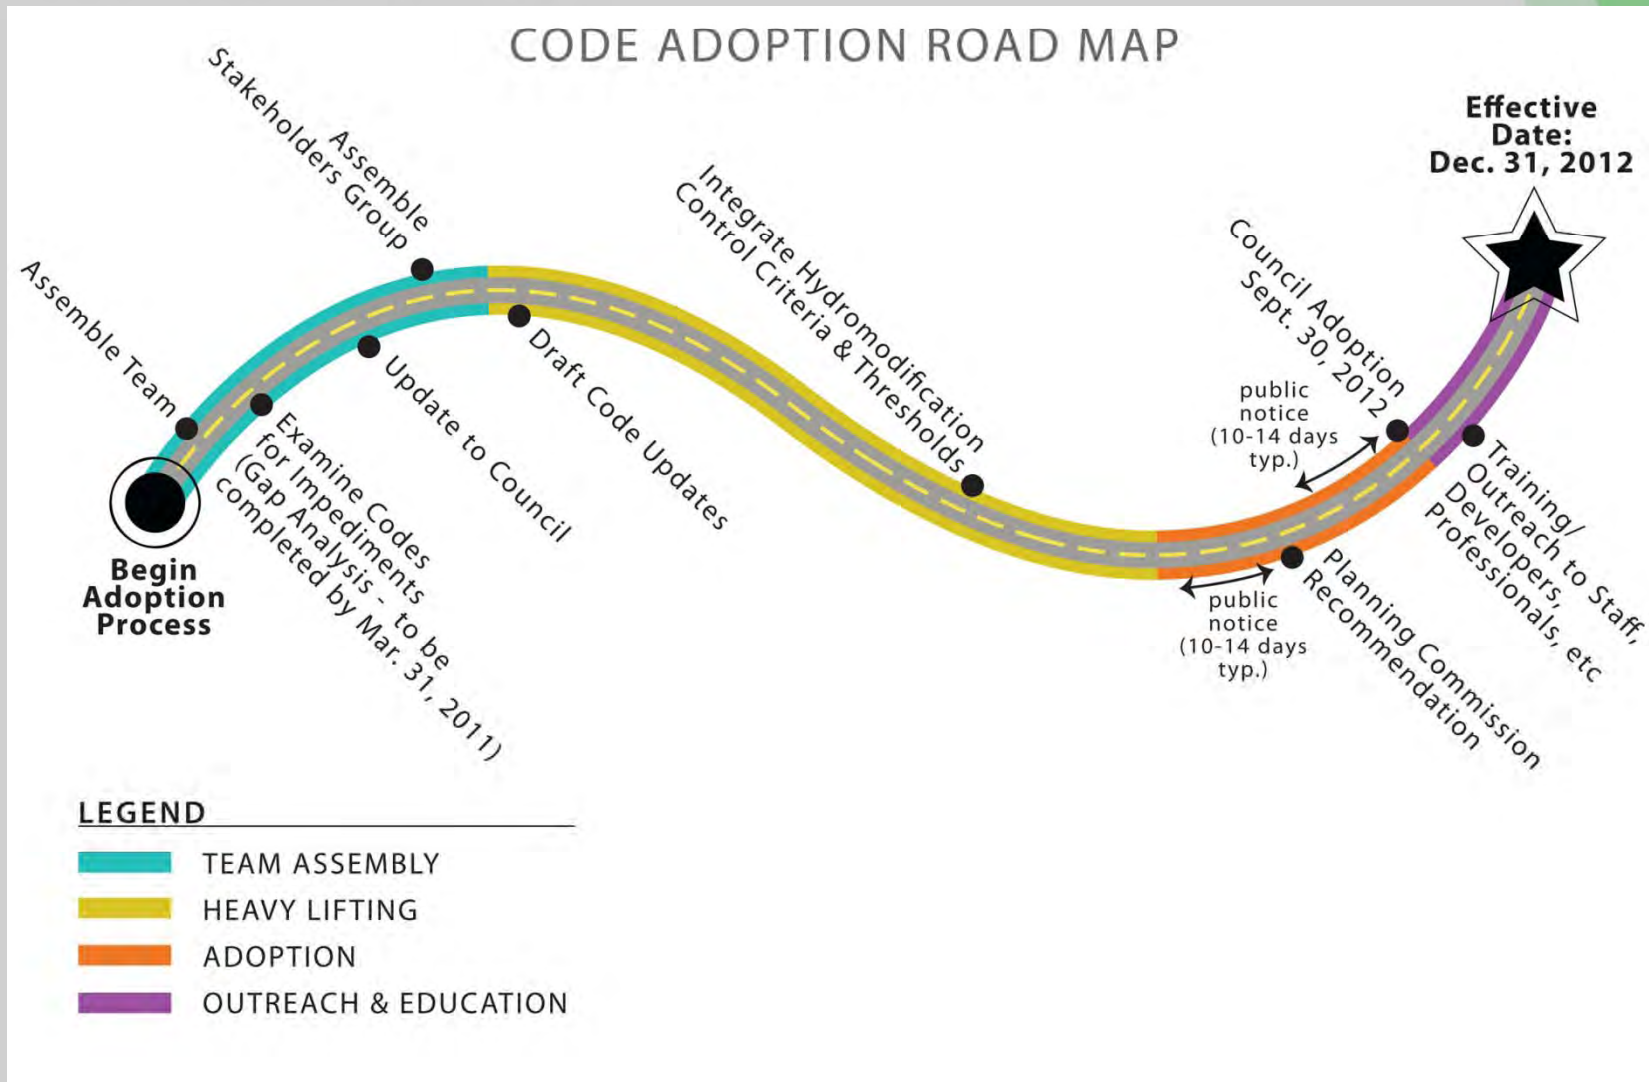 CODE ADOPTION ROAD MAP
Assemble
Stakeholders Group
Assemble Team
Begin
Adoption
Process
Examine Codes
for Impediments
(Gap Analysis - to be
completed by Mar. 31, 2011)
Update to Council
Draft Code Updates
Integrate Hydromodification
Control Criteria & Thresholds
public
notice
(10-14 days
typ.)
Planning Commission
Recommendation
public
notice
(10-14 days
typ.)
Council Adoption
Sept. 30, 2012
Training/
Outreach to Staff,
Developers,
Professionals, etc
Effective
Date:
Dec. 31, 2012
LEGEND
TEAM ASSEMBLY
HEAVY LIFTING
ADOPTION
OUTREACH & EDUCATION